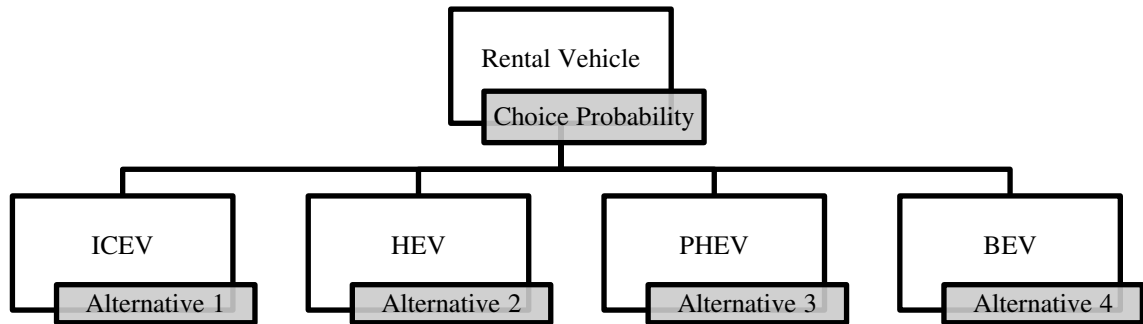 Rental Vehicle
Choice Probability
ICEV
HEV
PHEV
BEV
Alternative 1
Alternative 2
Alternative 3
Alternative 4